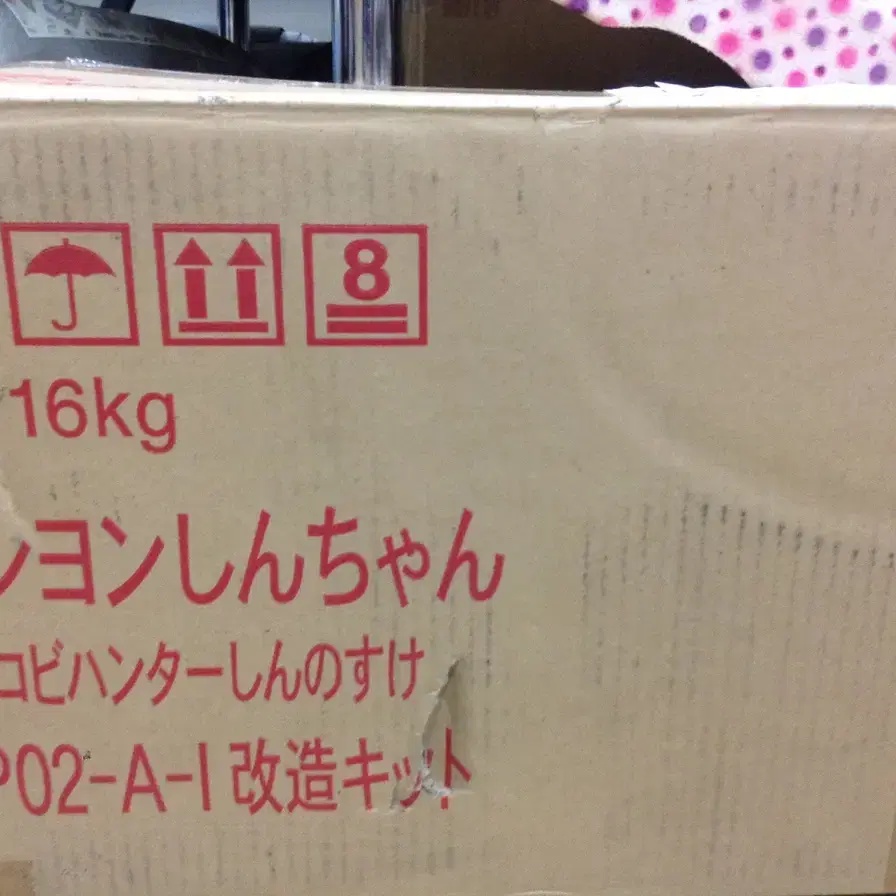 8
16kg
ヨンしんちゃん
コビハンターしんのすけ
P02-A-I 改造キット